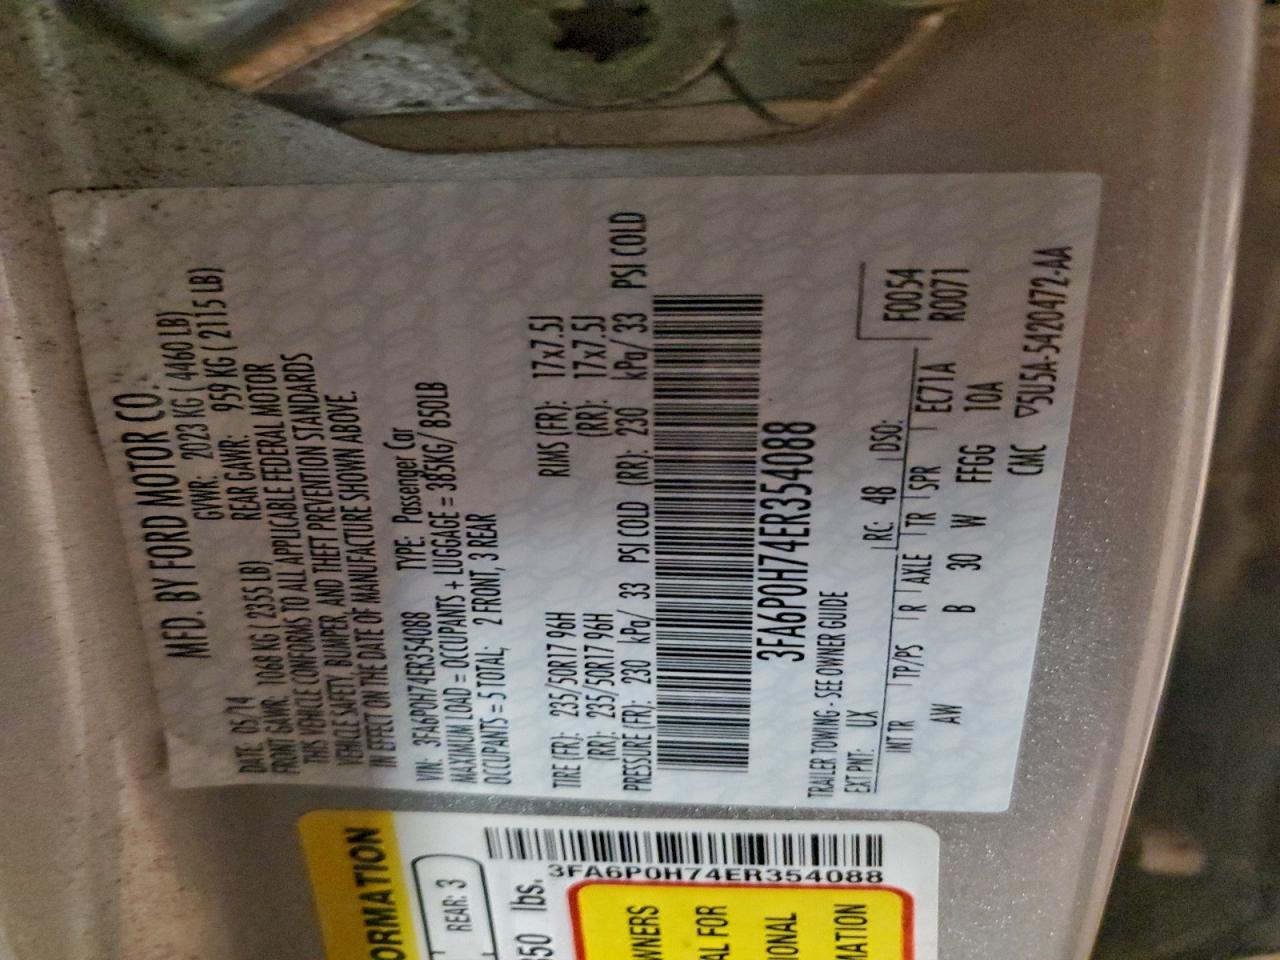 MFD. BY FORD MOTOR CO.
DATE: 05/14 GVWR: 2023 KG ( 4460 LB)
FRONT GAWR: 1068 KG ( 2355 LB) REAR GAWR: 959 KG ( 2115 LB)
THIS VEHICLE CONFORMS TO ALL APPLICABLE FEDERAL MOTOR
VEHICLE SAFETY, BUMPER, AND THEFT PREVENTION STANDARDS
IN EFFECT ON THE DATE OF MANUFACTURE SHOWN ABOVE.
VIN: 3FA6P0H74ER354088 TYPE: Passenger Car
MAXIMUM LOAD = OCCUPANTS + LUGGAGE = 385KG/ 850LB
OCCUPANTS = 5 TOTAL; 2 FRONT, 3 REAR
TIRE (FR): 235/50R17 96H RIMS (FR): 17x7.5J
(RR): 235/50R17 96H (RR): 17x7.5J
PRESSURE (FR): 230 kPa/ 33 PSI COLD (RR): 230 kPa/ 33 PSI COLD
3FA6P0H74ER354088
TRAILER TOWING - SEE OWNER GUIDE
EXT PNT: UX RC: 48 DSO:
F0054
R0071
INT TR TP/PS R AXLE TR SPR EC71A
AW B 30 W FFGG 10A
CMC ▽5U5A-5420472-AA
ORMATION
REAR: 3
350 lbs.
3FA6P0H74ER354088
WNERS
AL FOR
IONAL
MATION